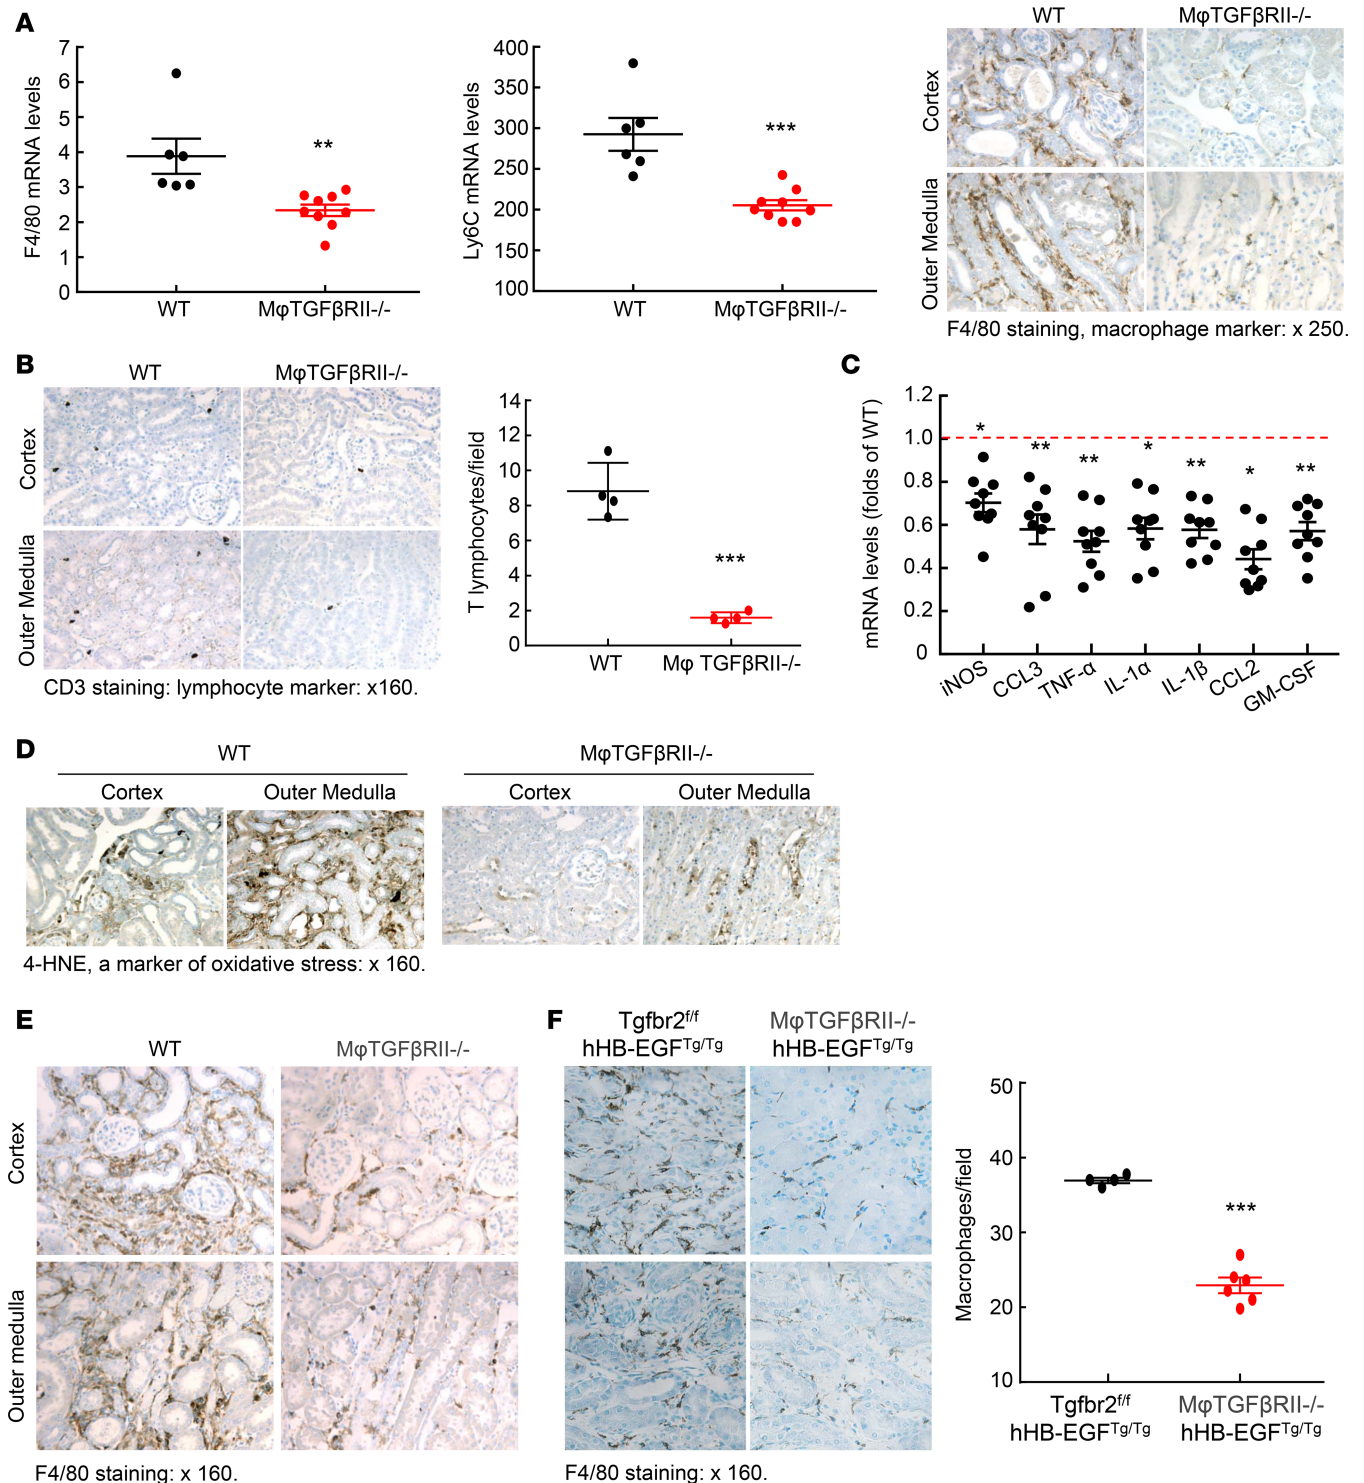 A
F4/80 mRNA levels
7
6
5
4
3
2
1
0
**
WT
MφTGFβRII-/-
Ly6C mRNA levels
400
350
300
250
200
150
100
***
WT
MφTGFβRII-/-
WT
MφTGFβRII-/-
Cortex
Outer Medulla
F4/80 staining, macrophage marker: x 250.
B
WT
MφTGFβRII-/-
Cortex
Outer Medulla
CD3 staining: lymphocyte marker: x160.
T lymphocytes/field
14
12
10
8
6
4
2
0
***
WT
Mφ TGFβRII-/-
C
mRNA levels (folds of WT)
1.2
1.0
0.8
0.6
0.4
0.2
0
*
**
**
*
**
*
**
iNOS
CCL3
TNF-α
IL-1α
IL-1β
CCL2
GM-CSF
D
WT
MφTGFβRII-/-
Cortex
Outer Medulla
Cortex
Outer Medulla
4-HNE, a marker of oxidative stress: x 160.
E
WT
MφTGFβRII-/-
Cortex
Outer medulla
F4/80 staining: x 160.
F
Tgfbr2f/f
hHB-EGFTg/Tg
MφTGFβRII-/-
hHB-EGFTg/Tg
F4/80 staining: x 160.
Macrophages/field
50
40
30
20
10
***
Tgfbr2f/f
hHB-EGFTg/Tg
MφTGFβRII-/-
hHB-EGFTg/Tg